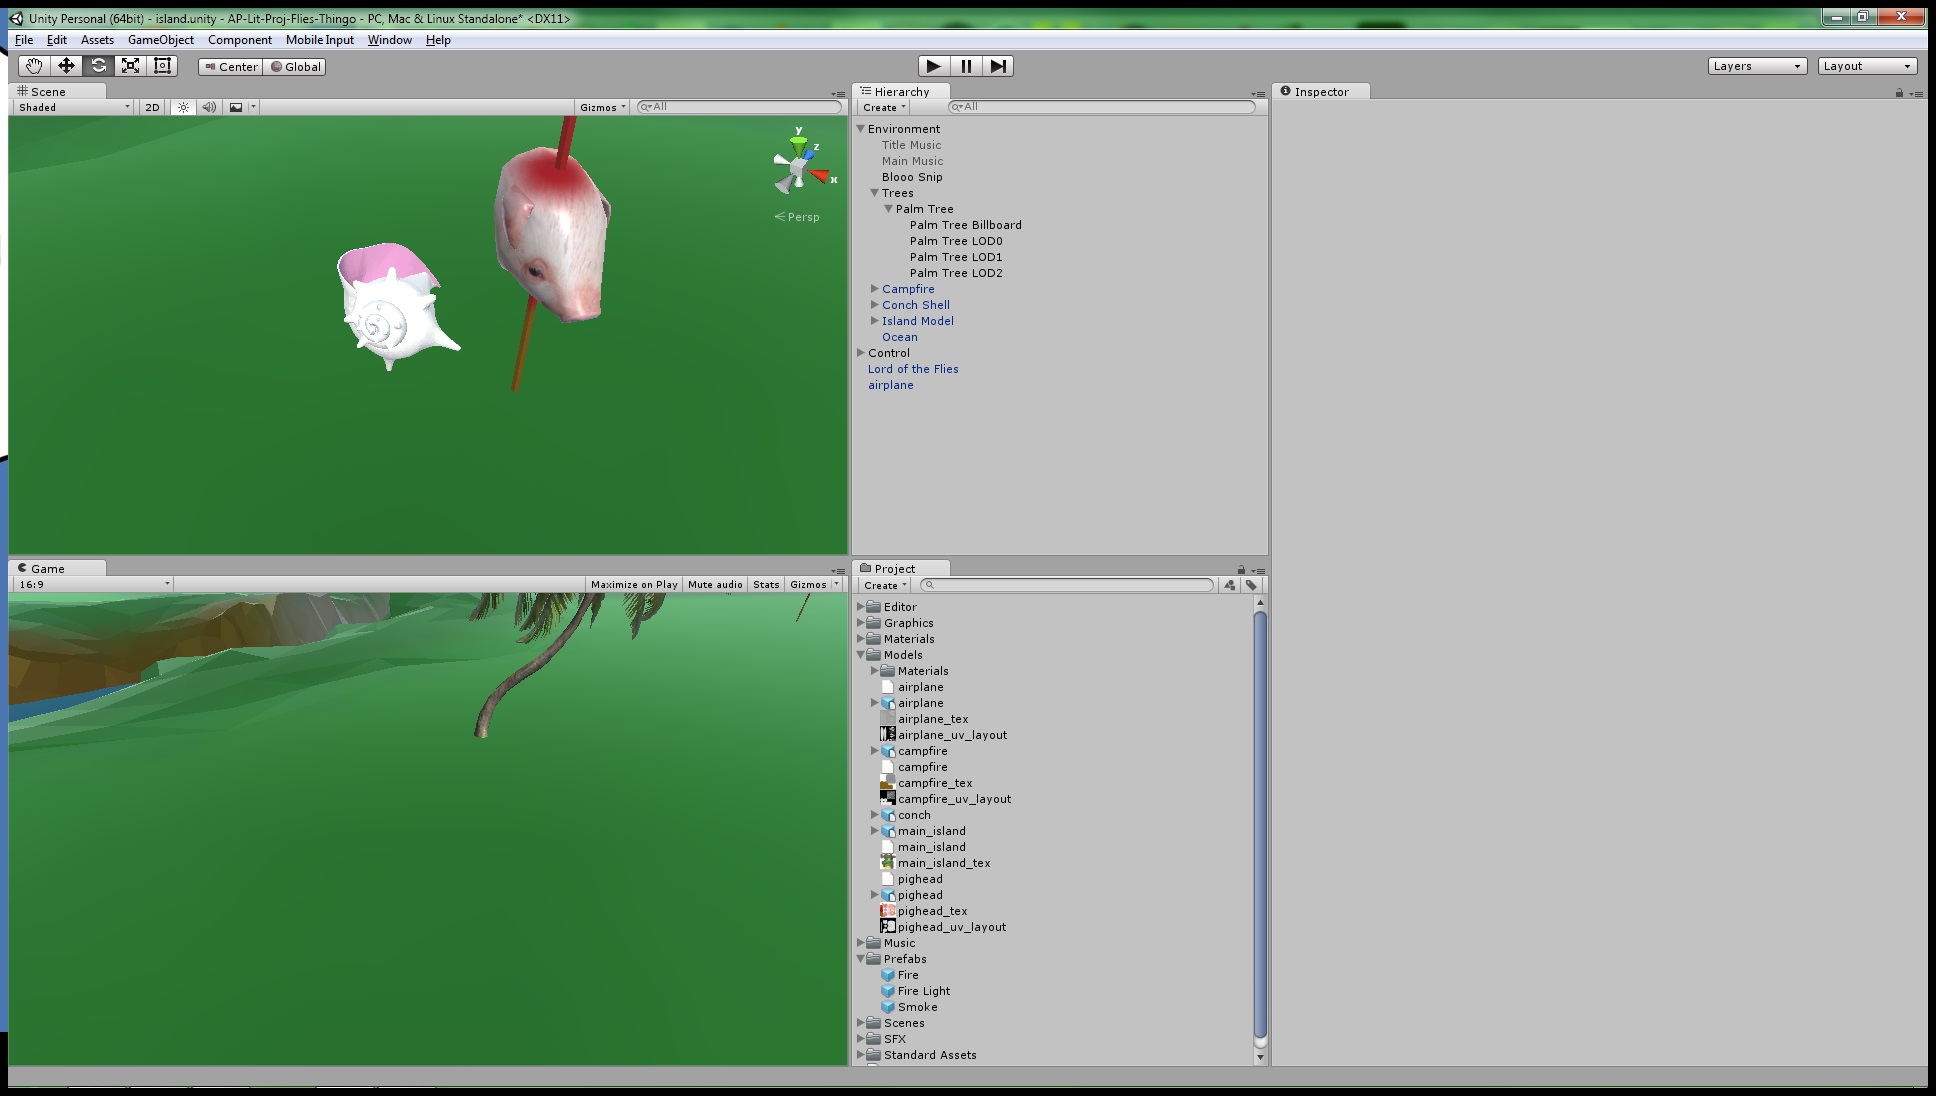 Unity Personal (64bit) - island.unity - AP-Lit-Proj-Flies-Thingo - PC, Mac & Linux Standalone* <DX11>
File Edit Assets GameObject Component Mobile Input Window Help
Center Global
Layers Layout
Scene
Shaded 2D Gizmos All
y
z
x
Persp
Hierarchy
Create All
Environment
Title Music
Main Music
Blooo Snip
Trees
Palm Tree
Palm Tree Billboard
Palm Tree LOD0
Palm Tree LOD1
Palm Tree LOD2
Campfire
Conch Shell
Island Model
Ocean
Control
Lord of the Flies
airplane
Inspector
Game
16:9 Maximize on Play Mute audio Stats Gizmos
Project
Create
Editor
Graphics
Materials
Models
Materials
airplane
airplane
airplane_tex
airplane_uv_layout
campfire
campfire
campfire_tex
campfire_uv_layout
conch
main_island
main_island
main_island_tex
pighead
pighead
pighead_tex
pighead_uv_layout
Music
Prefabs
Fire
Fire Light
Smoke
Scenes
SFX
Standard Assets